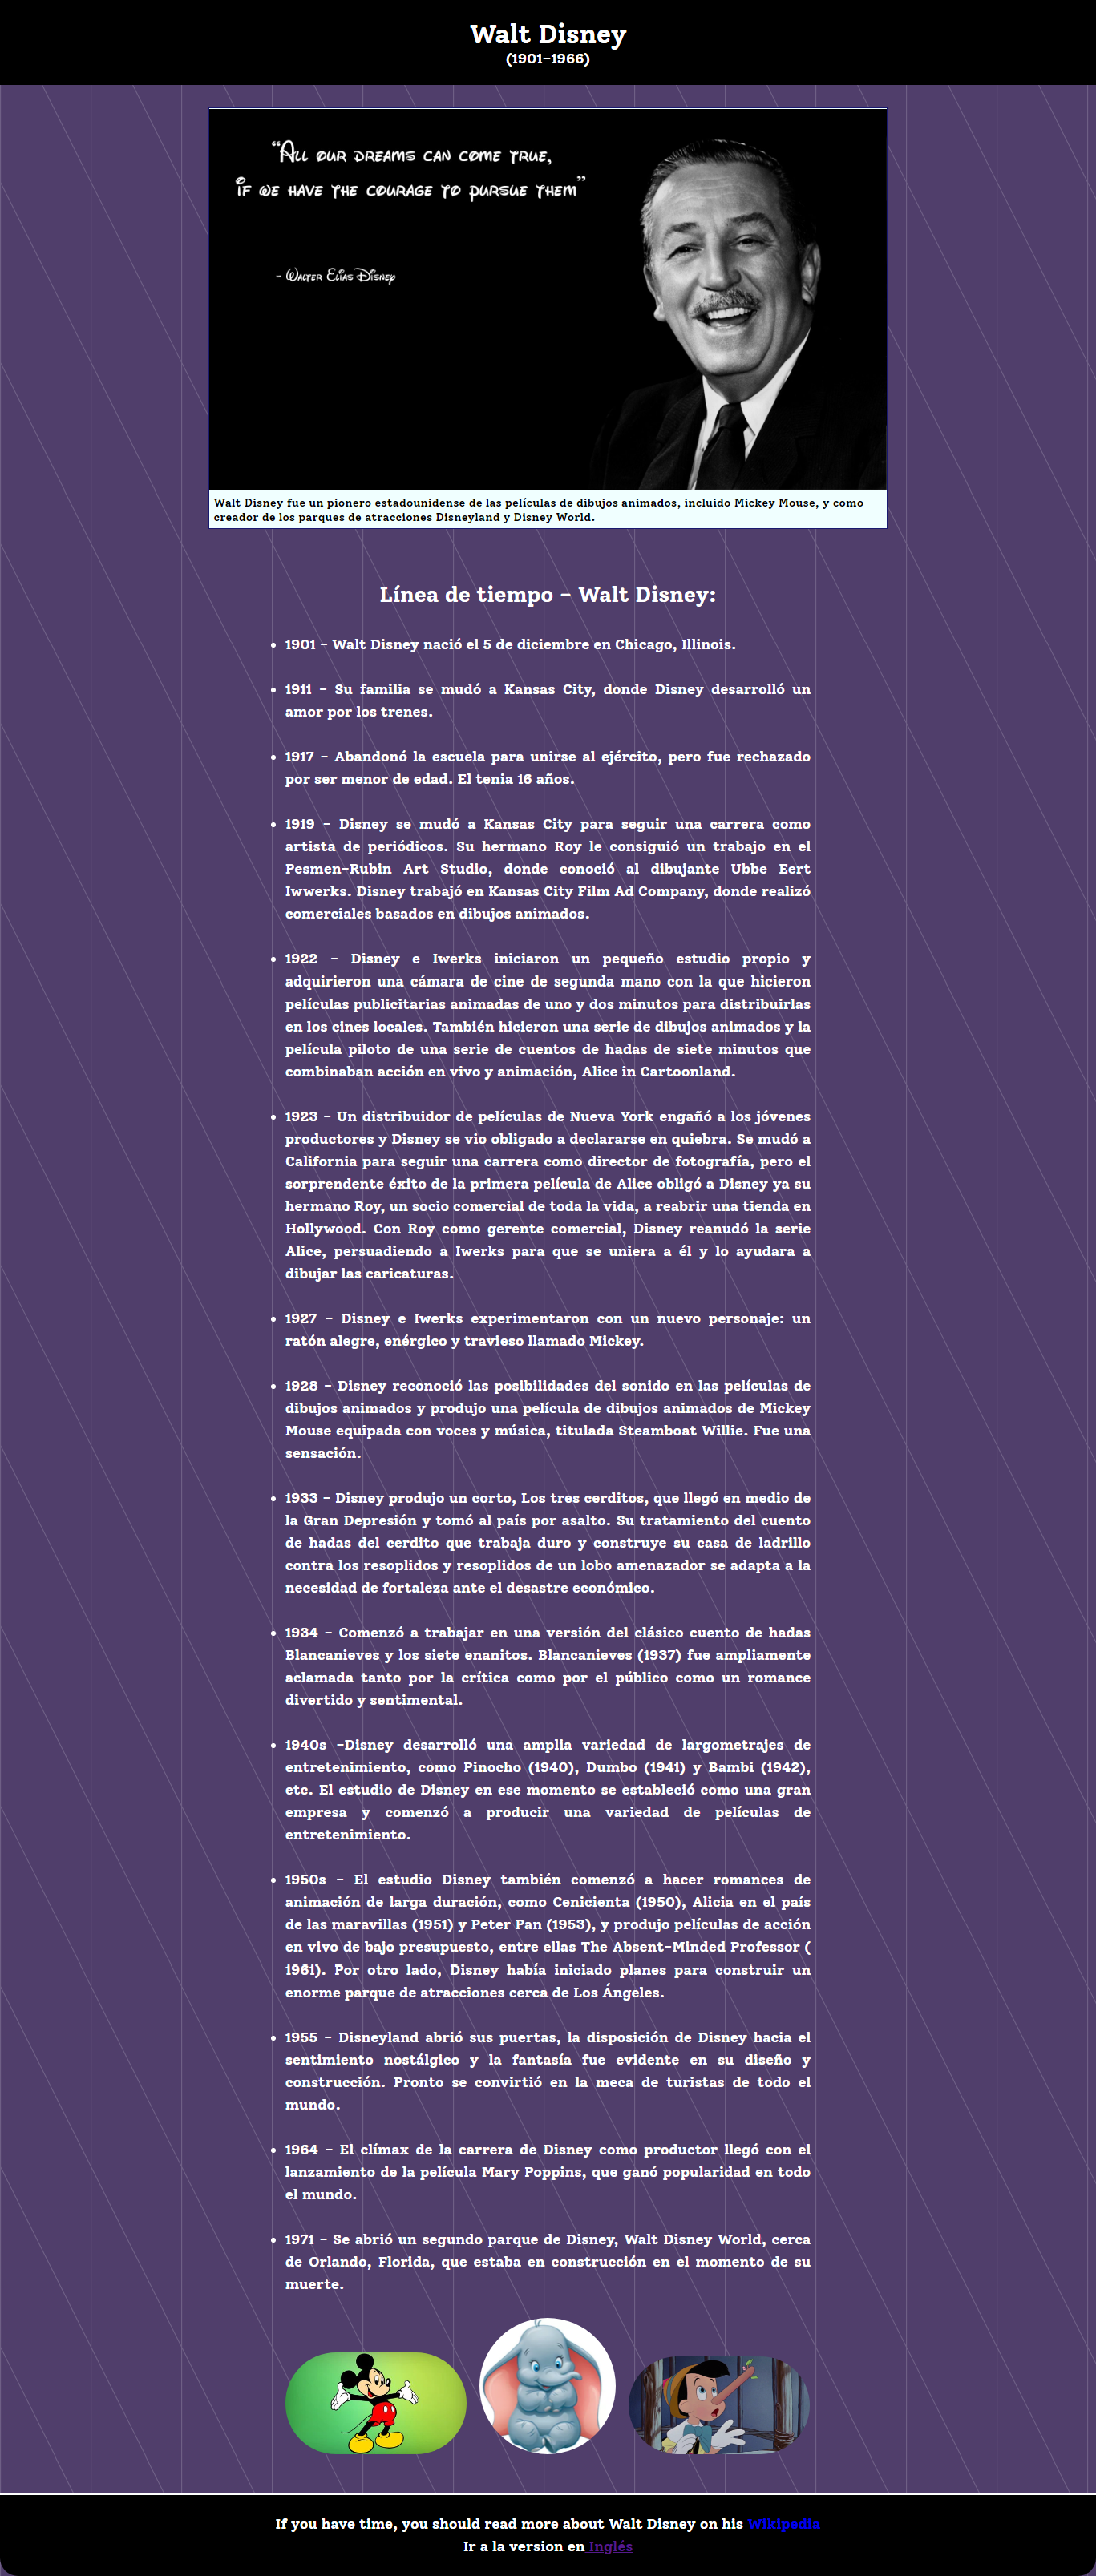 Walt Disney
(1901–1966)
“All our dreams can come true,
if we have the courage to pursue them”
- Walter Elias Disney
Walt Disney fue un pionero estadounidense de las películas de dibujos animados, incluido Mickey Mouse, y como
creador de los parques de atracciones Disneyland y Disney World.
Línea de tiempo - Walt Disney:
• 1901 - Walt Disney nació el 5 de diciembre en Chicago, Illinois.
• 1911 - Su familia se mudó a Kansas City, donde Disney desarrolló un
amor por los trenes.
• 1917 - Abandonó la escuela para unirse al ejército, pero fue rechazado
por ser menor de edad. El tenia 16 años.
• 1919 - Disney se mudó a Kansas City para seguir una carrera como
artista de periódicos. Su hermano Roy le consiguió un trabajo en el
Pesmen-Rubin Art Studio, donde conoció al dibujante Ubbe Eert
Iwwerks. Disney trabajó en Kansas City Film Ad Company, donde realizó
comerciales basados en dibujos animados.
• 1922 - Disney e Iwerks iniciaron un pequeño estudio propio y
adquirieron una cámara de cine de segunda mano con la que hicieron
películas publicitarias animadas de uno y dos minutos para distribuirlas
en los cines locales. También hicieron una serie de dibujos animados y la
película piloto de una serie de cuentos de hadas de siete minutos que
combinaban acción en vivo y animación, Alice in Cartoonland.
• 1923 - Un distribuidor de películas de Nueva York engañó a los jóvenes
productores y Disney se vio obligado a declararse en quiebra. Se mudó a
California para seguir una carrera como director de fotografía, pero el
sorprendente éxito de la primera película de Alice obligó a Disney ya su
hermano Roy, un socio comercial de toda la vida, a reabrir una tienda en
Hollywood. Con Roy como gerente comercial, Disney reanudó la serie
Alice, persuadiendo a Iwerks para que se uniera a él y lo ayudara a
dibujar las caricaturas.
• 1927 - Disney e Iwerks experimentaron con un nuevo personaje: un
ratón alegre, enérgico y travieso llamado Mickey.
• 1928 - Disney reconoció las posibilidades del sonido en las películas de
dibujos animados y produjo una película de dibujos animados de Mickey
Mouse equipada con voces y música, titulada Steamboat Willie. Fue una
sensación.
• 1933 - Disney produjo un corto, Los tres cerditos, que llegó en medio de
la Gran Depresión y tomó al país por asalto. Su tratamiento del cuento
de hadas del cerdito que trabaja duro y construye su casa de ladrillo
contra los resoplidos y resoplidos de un lobo amenazador se adapta a la
necesidad de fortaleza ante el desastre económico.
• 1934 - Comenzó a trabajar en una versión del clásico cuento de hadas
Blancanieves y los siete enanitos. Blancanieves (1937) fue ampliamente
aclamada tanto por la crítica como por el público como un romance
divertido y sentimental.
• 1940s -Disney desarrolló una amplia variedad de largometrajes de
entretenimiento, como Pinocho (1940), Dumbo (1941) y Bambi (1942),
etc. El estudio de Disney en ese momento se estableció como una gran
empresa y comenzó a producir una variedad de películas de
entretenimiento.
• 1950s - El estudio Disney también comenzó a hacer romances de
animación de larga duración, como Cenicienta (1950), Alicia en el país
de las maravillas (1951) y Peter Pan (1953), y produjo películas de acción
en vivo de bajo presupuesto, entre ellas The Absent-Minded Professor (
1961). Por otro lado, Disney había iniciado planes para construir un
enorme parque de atracciones cerca de Los Ángeles.
• 1955 - Disneyland abrió sus puertas, la disposición de Disney hacia el
sentimiento nostálgico y la fantasía fue evidente en su diseño y
construcción. Pronto se convirtió en la meca de turistas de todo el
mundo.
• 1964 - El clímax de la carrera de Disney como productor llegó con el
lanzamiento de la película Mary Poppins, que ganó popularidad en todo
el mundo.
• 1971 - Se abrió un segundo parque de Disney, Walt Disney World, cerca
de Orlando, Florida, que estaba en construcción en el momento de su
muerte.
If you have time, you should read more about Walt Disney on his Wikipedia
Ir a la version en Inglés